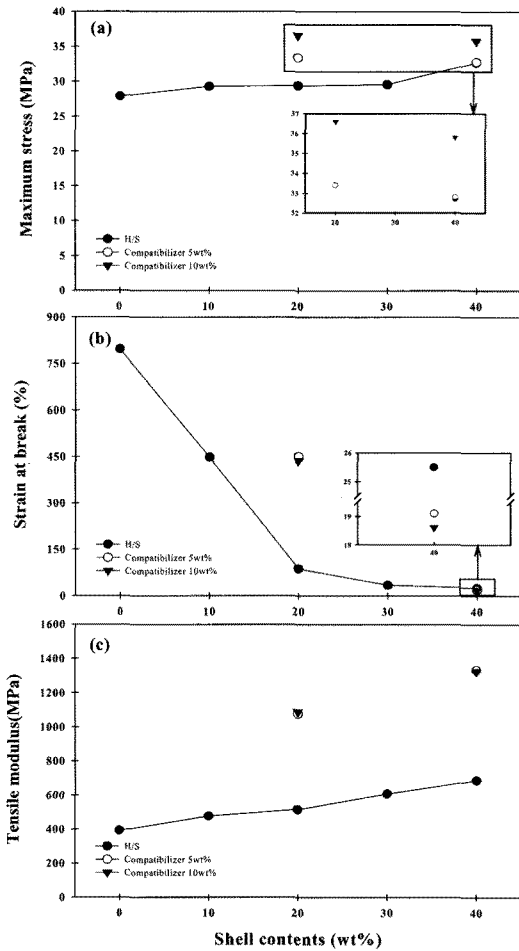 40
35
30
25
20
15
10
5
0
Maximum stress (MPa)
(a)
37
36
35
34
33
32
20 30 40
H/S
Compatibilizer 5wt%
Compatibilizer 10wt%
0 10 20 30 40
900
750
600
450
300
150
0
Strain at break (%)
(b)
26
25
19
18
40
H/S
Compatibilizer 5wt%
Compatibilizer 10wt%
0 10 20 30 40
1600
1400
1200
1000
800
600
400
200
0
Tensile modulus(MPa)
(c)
H/S
Compatibilizer 5wt%
Compatibilizer 10wt%
0 10 20 30 40
Shell contents (wt%)